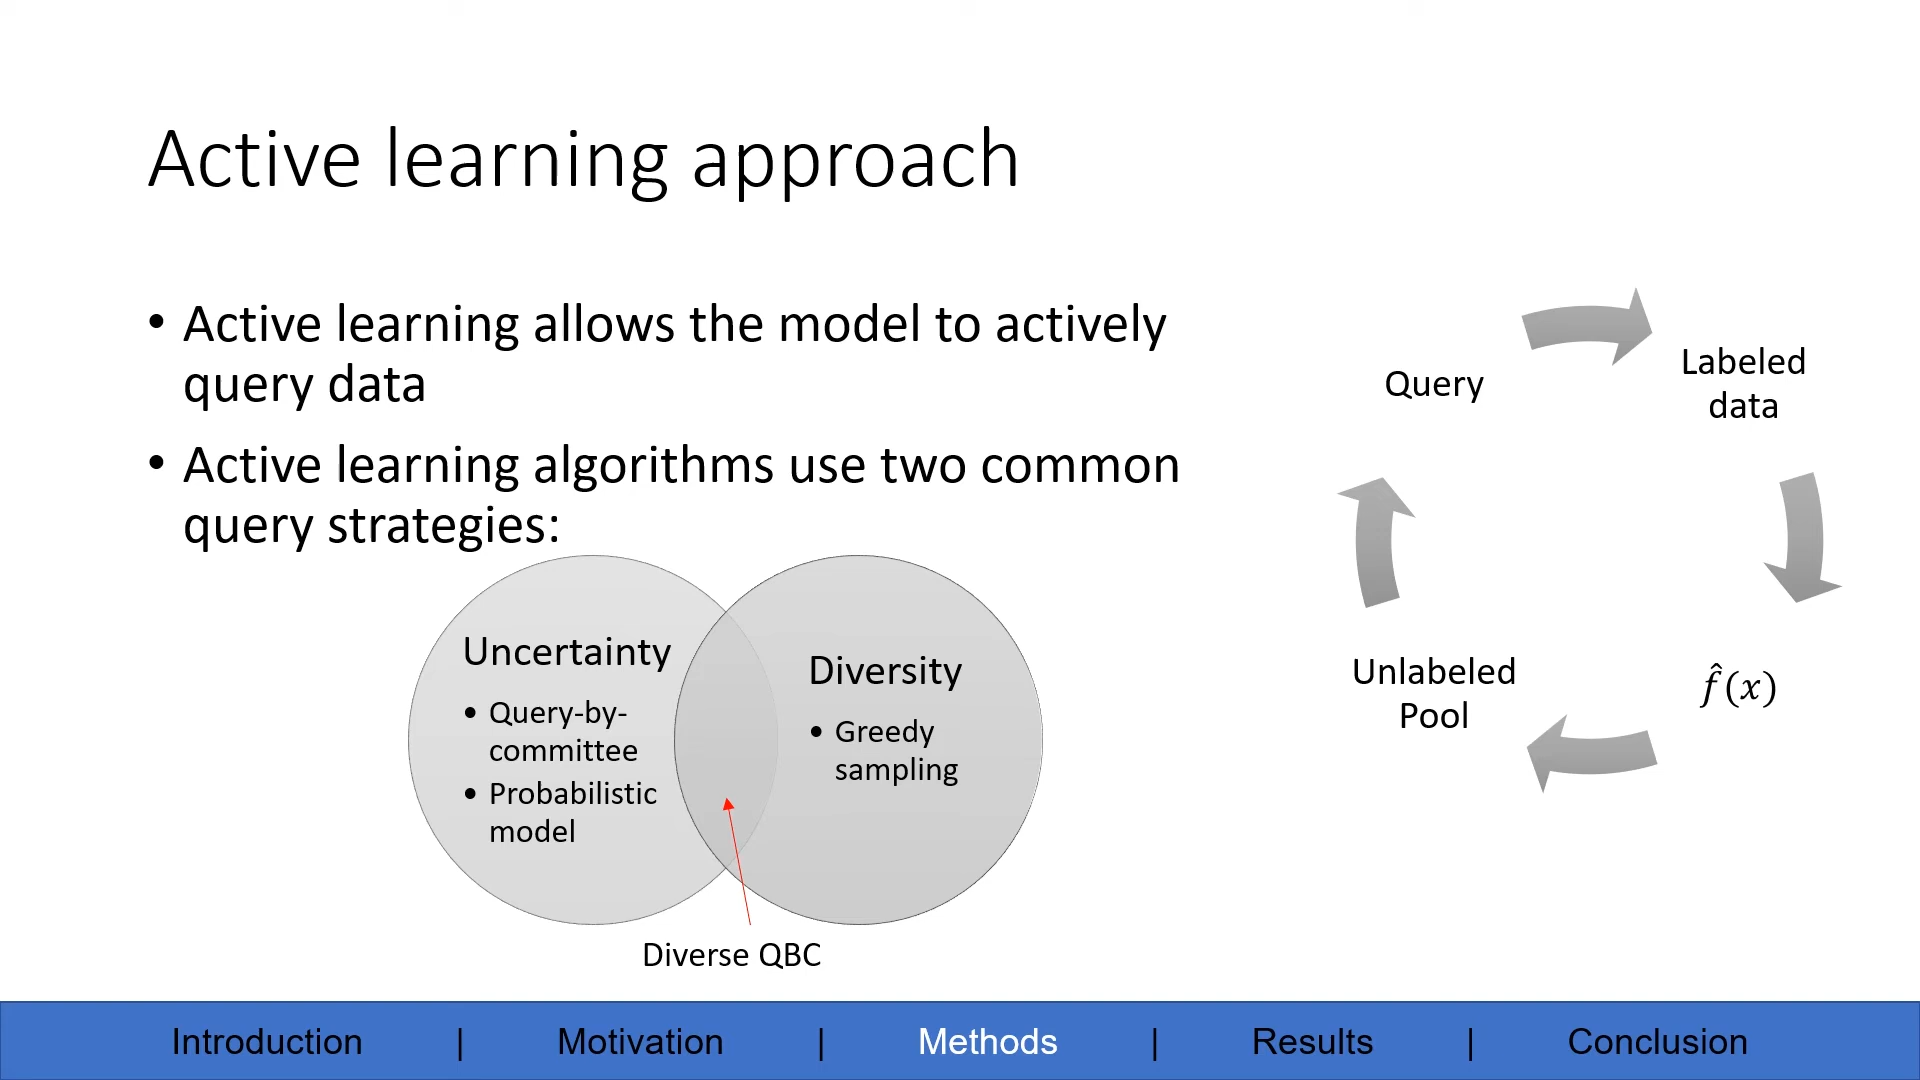 Active learning approach
• Active learning allows the model to actively
query data
• Active learning algorithms use two common
query strategies:
Uncertainty
• Query-by-
committee
• Probabilistic
model
Diversity
• Greedy
sampling
Diverse QBC
Query
Labeled
data
f̂(x)
Unlabeled
Pool
Introduction | Motivation | Methods | Results | Conclusion